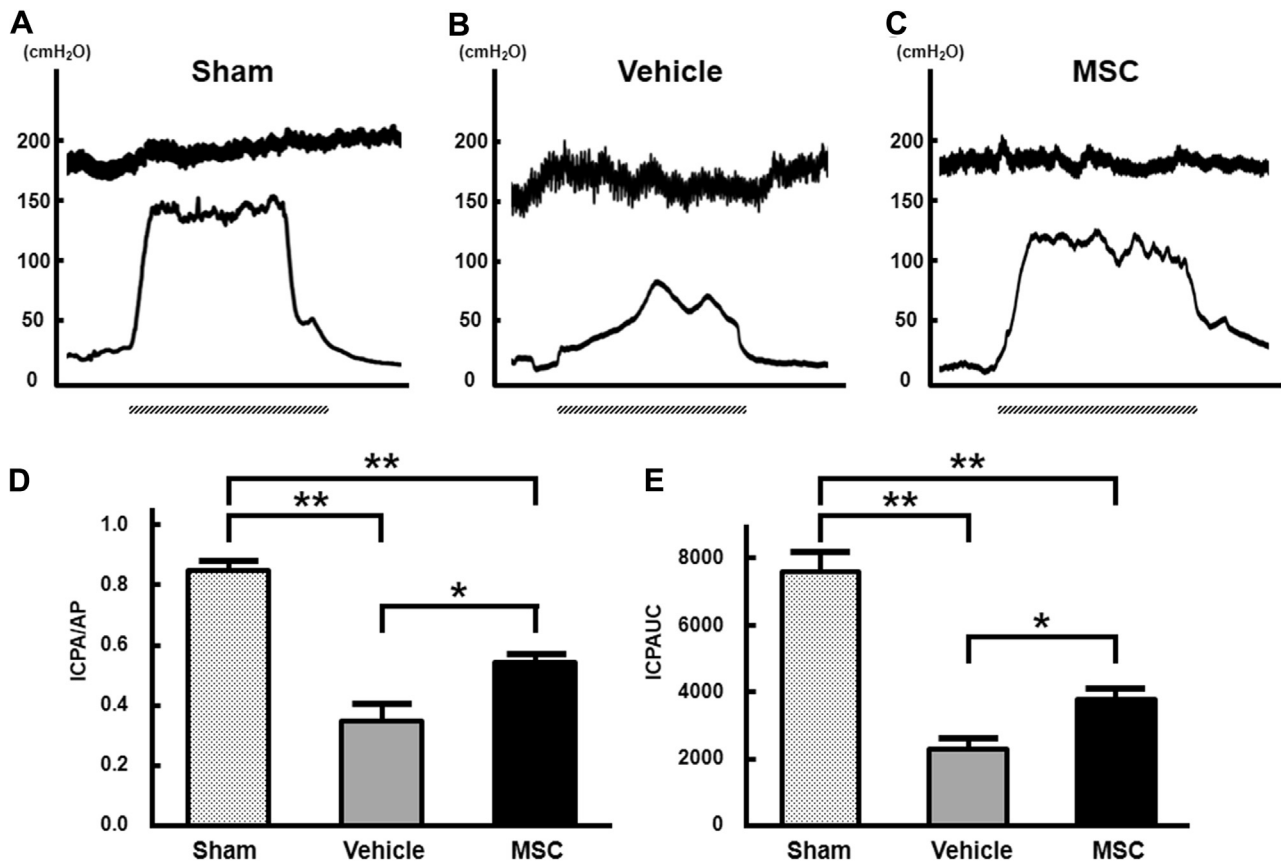 A
(cmH₂O)
Sham
200
150
100
50
0
B
(cmH₂O)
Vehicle
200
150
100
50
0
C
(cmH₂O)
MSC
200
150
100
50
0
D
**
**
*
1.0
0.8
0.6
0.4
0.2
0.0
ICPA/AP
Sham
Vehicle
MSC
E
**
**
*
8000
6000
4000
2000
0
ICPAUC
Sham
Vehicle
MSC